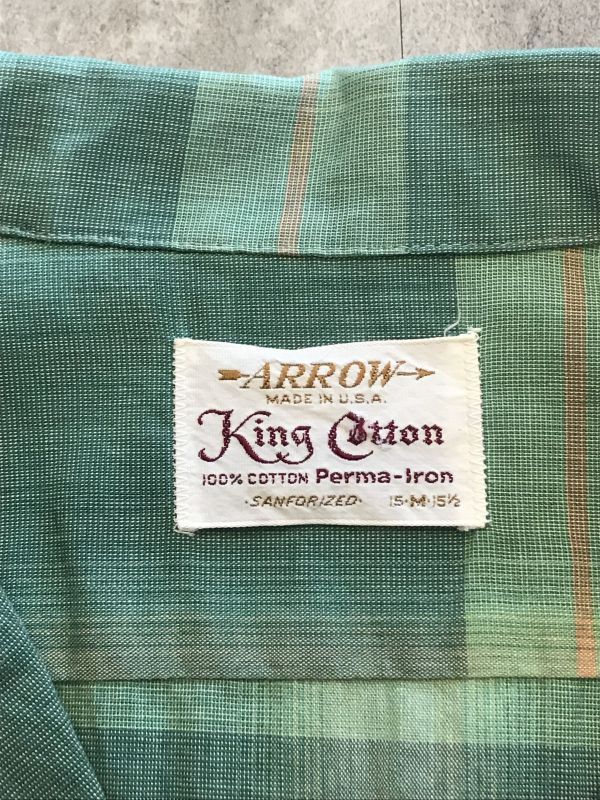 ARROW
MADE IN U.S.A.
King Cotton
100% COTTON Perma-Iron
·SANFORIZED· 15·M·15½